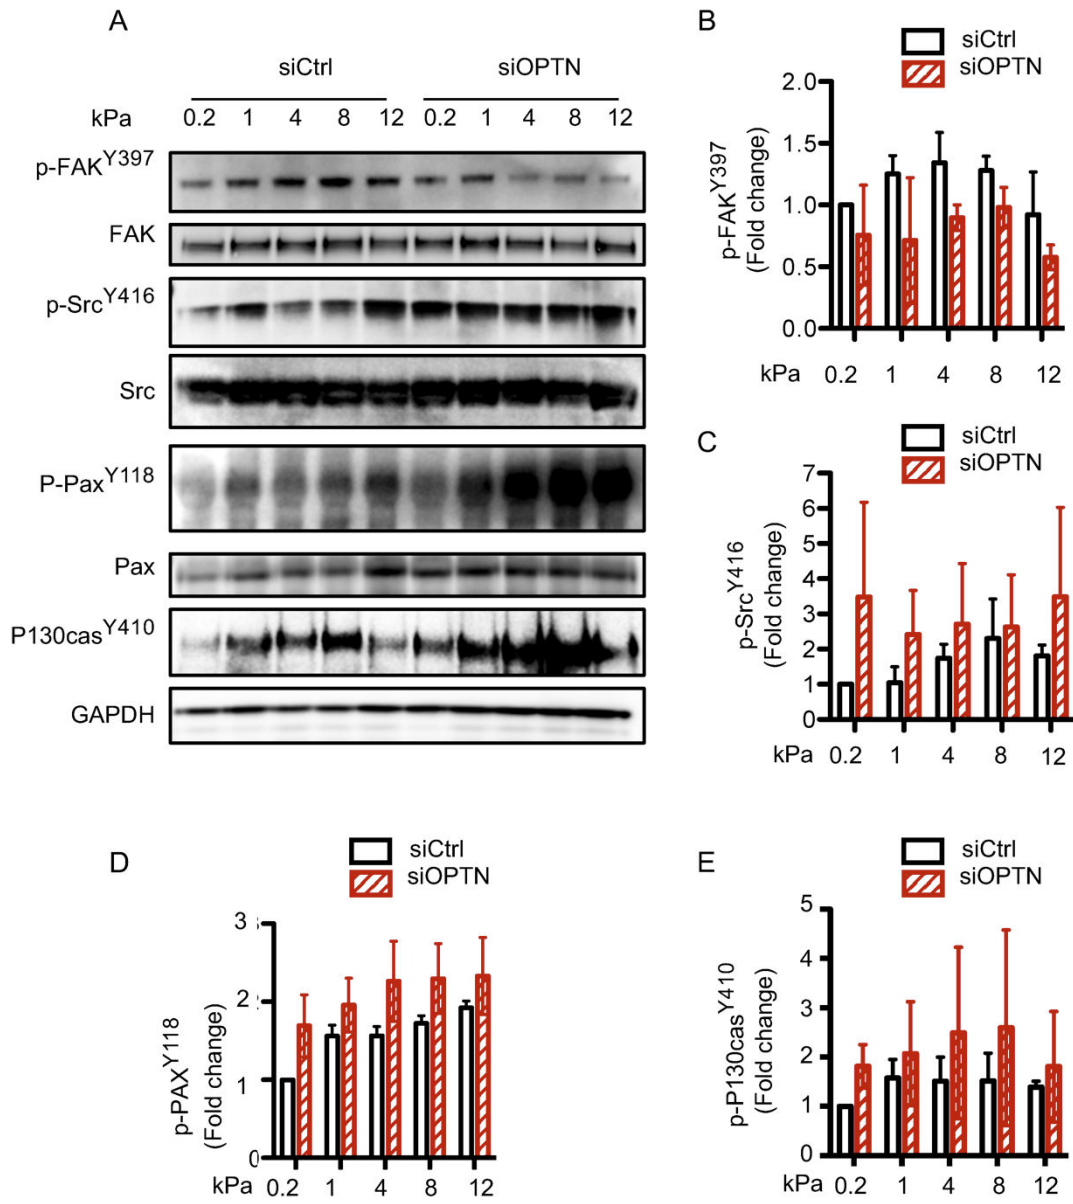 A
siCtrl siOPTN
kPa 0.2 1 4 8 12 0.2 1 4 8 12
p-FAKY397
FAK
p-SrcY416
Src
P-PaxY118
Pax
P130casY410
GAPDH
B
siCtrl
siOPTN
p-FAKY397
(Fold change)
2.0
1.5
1.0
0.5
0.0
kPa 0.2 1 4 8 12
C
siCtrl
siOPTN
p-SrcY416
(Fold change)
7
6
5
4
3
2
1
0
kPa 0.2 1 4 8 12
D
siCtrl
siOPTN
p-PAXY118
(Fold change)
3
2
1
0
kPa 0.2 1 4 8 12
E
siCtrl
siOPTN
p-P130casY410
(Fold change)
5
4
3
2
1
0
kPa 0.2 1 4 8 12